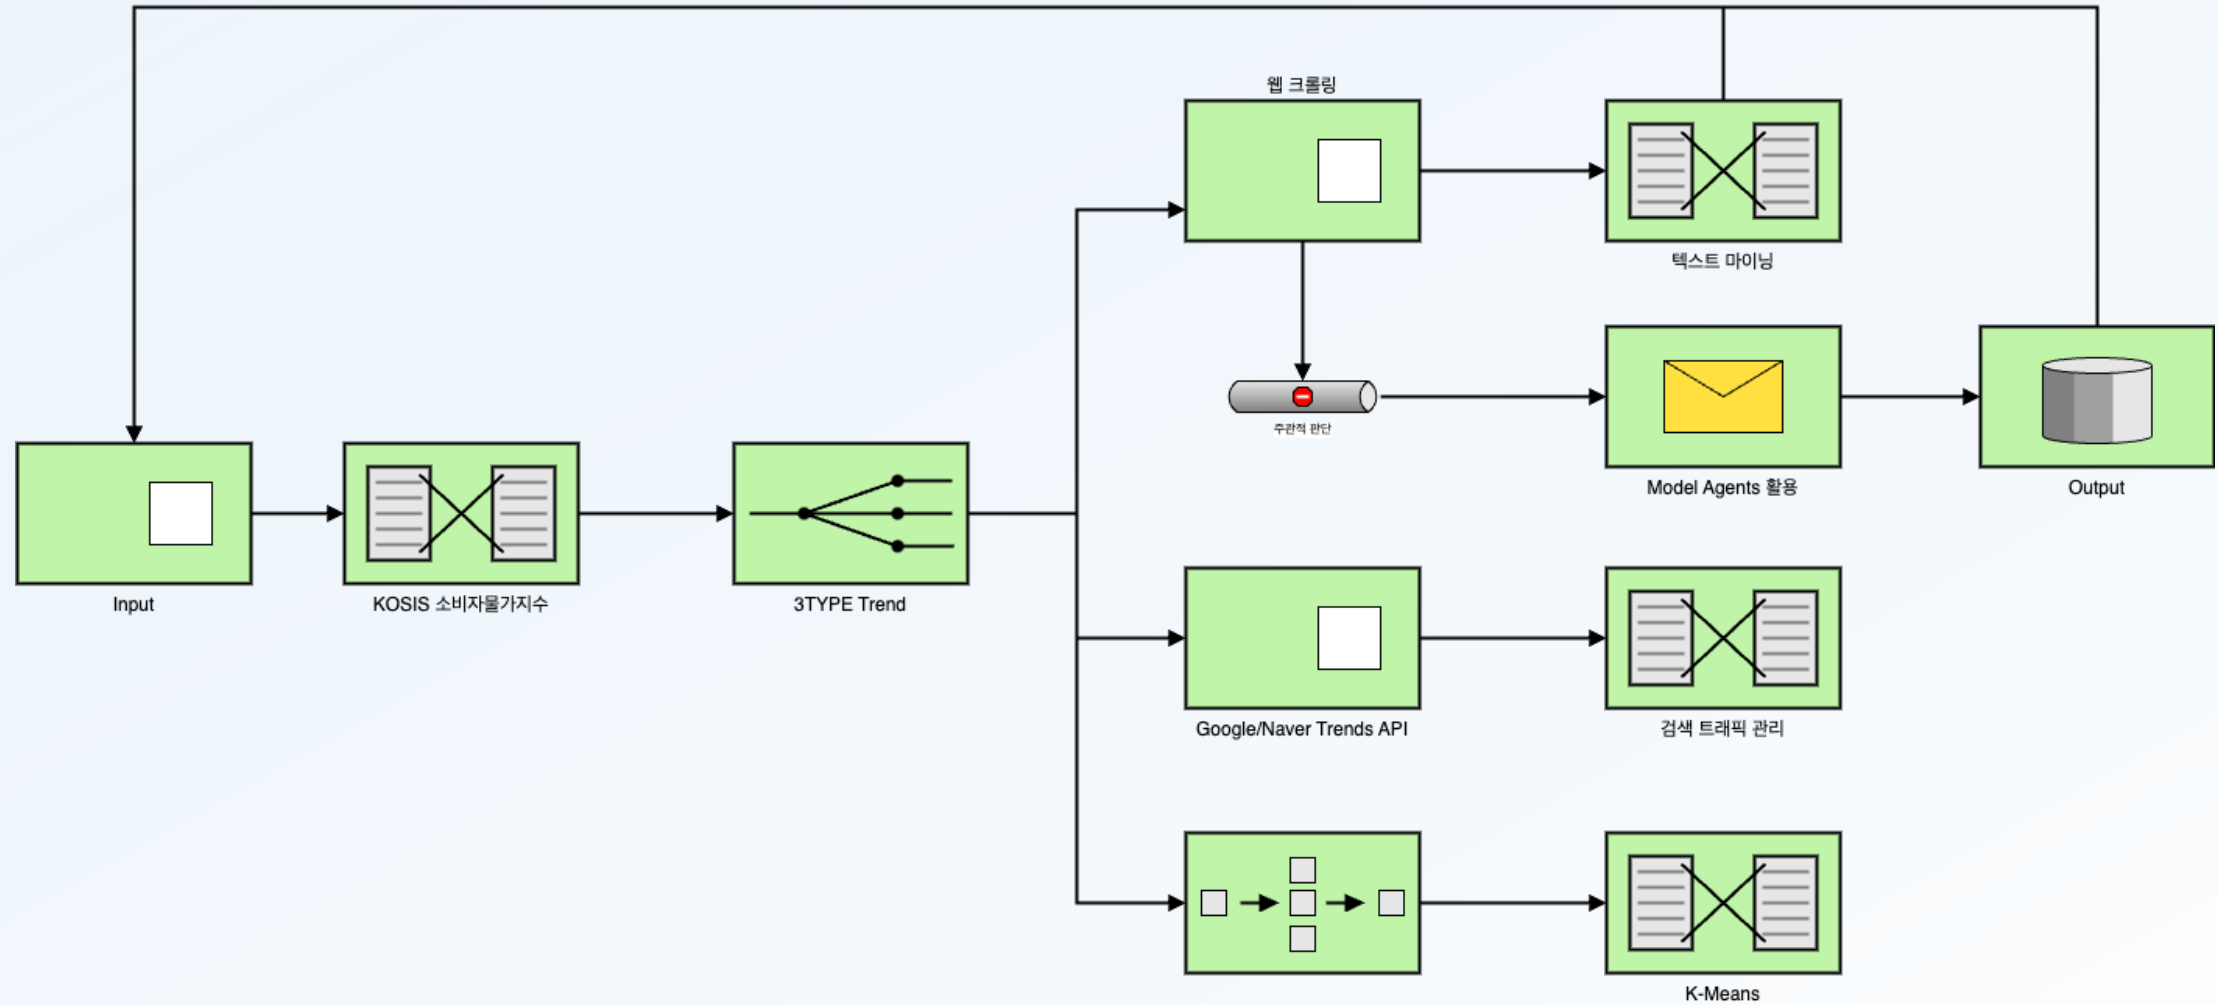 웹 크롤링
텍스트 마이닝
주관적 판단
Model Agents 활용
Output
Input
KOSIS 소비자물가지수
3TYPE Trend
Google/Naver Trends API
검색 트래픽 관리
K-Means